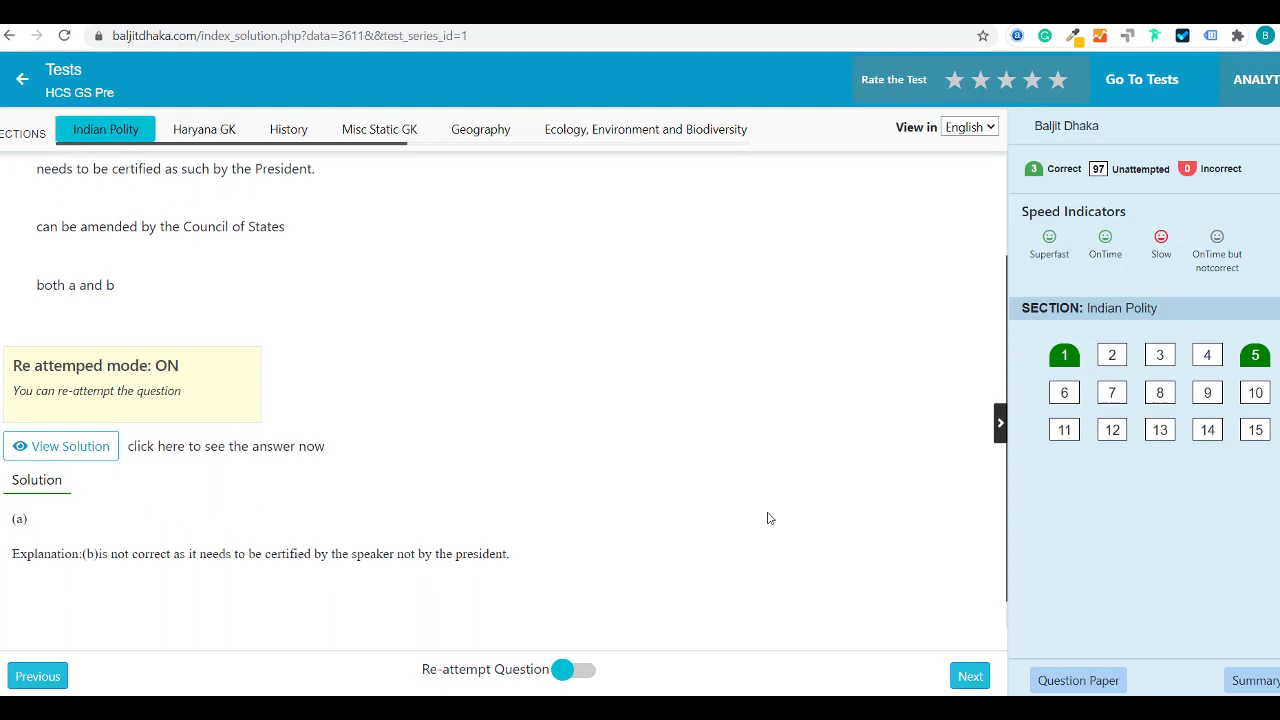 baljitdhaka.com/index_solution.php?data=3611&&test_series_id=1
B
Tests
HCS GS Pre
Rate the Test
Go To Tests
ANALYT
ECTIONS
Indian Polity
Haryana GK
History
Misc Static GK
Geography
Ecology, Environment and Biodiversity
View in
English
Baljit Dhaka
needs to be certified as such by the President.
3 Correct 97 Unattempted 0 Incorrect
can be amended by the Council of States
Speed Indicators
Superfast
OnTime
Slow
OnTime but
notcorrect
both a and b
SECTION: Indian Polity
1 2 3 4 5
6 7 8 9 10
11 12 13 14 15
Re attemped mode: ON
You can re-attempt the question
View Solution
click here to see the answer now
Solution
(a)
Explanation:(b)is not correct as it needs to be certified by the speaker not by the president.
Previous
Re-attempt Question
Next
Question Paper
Summary